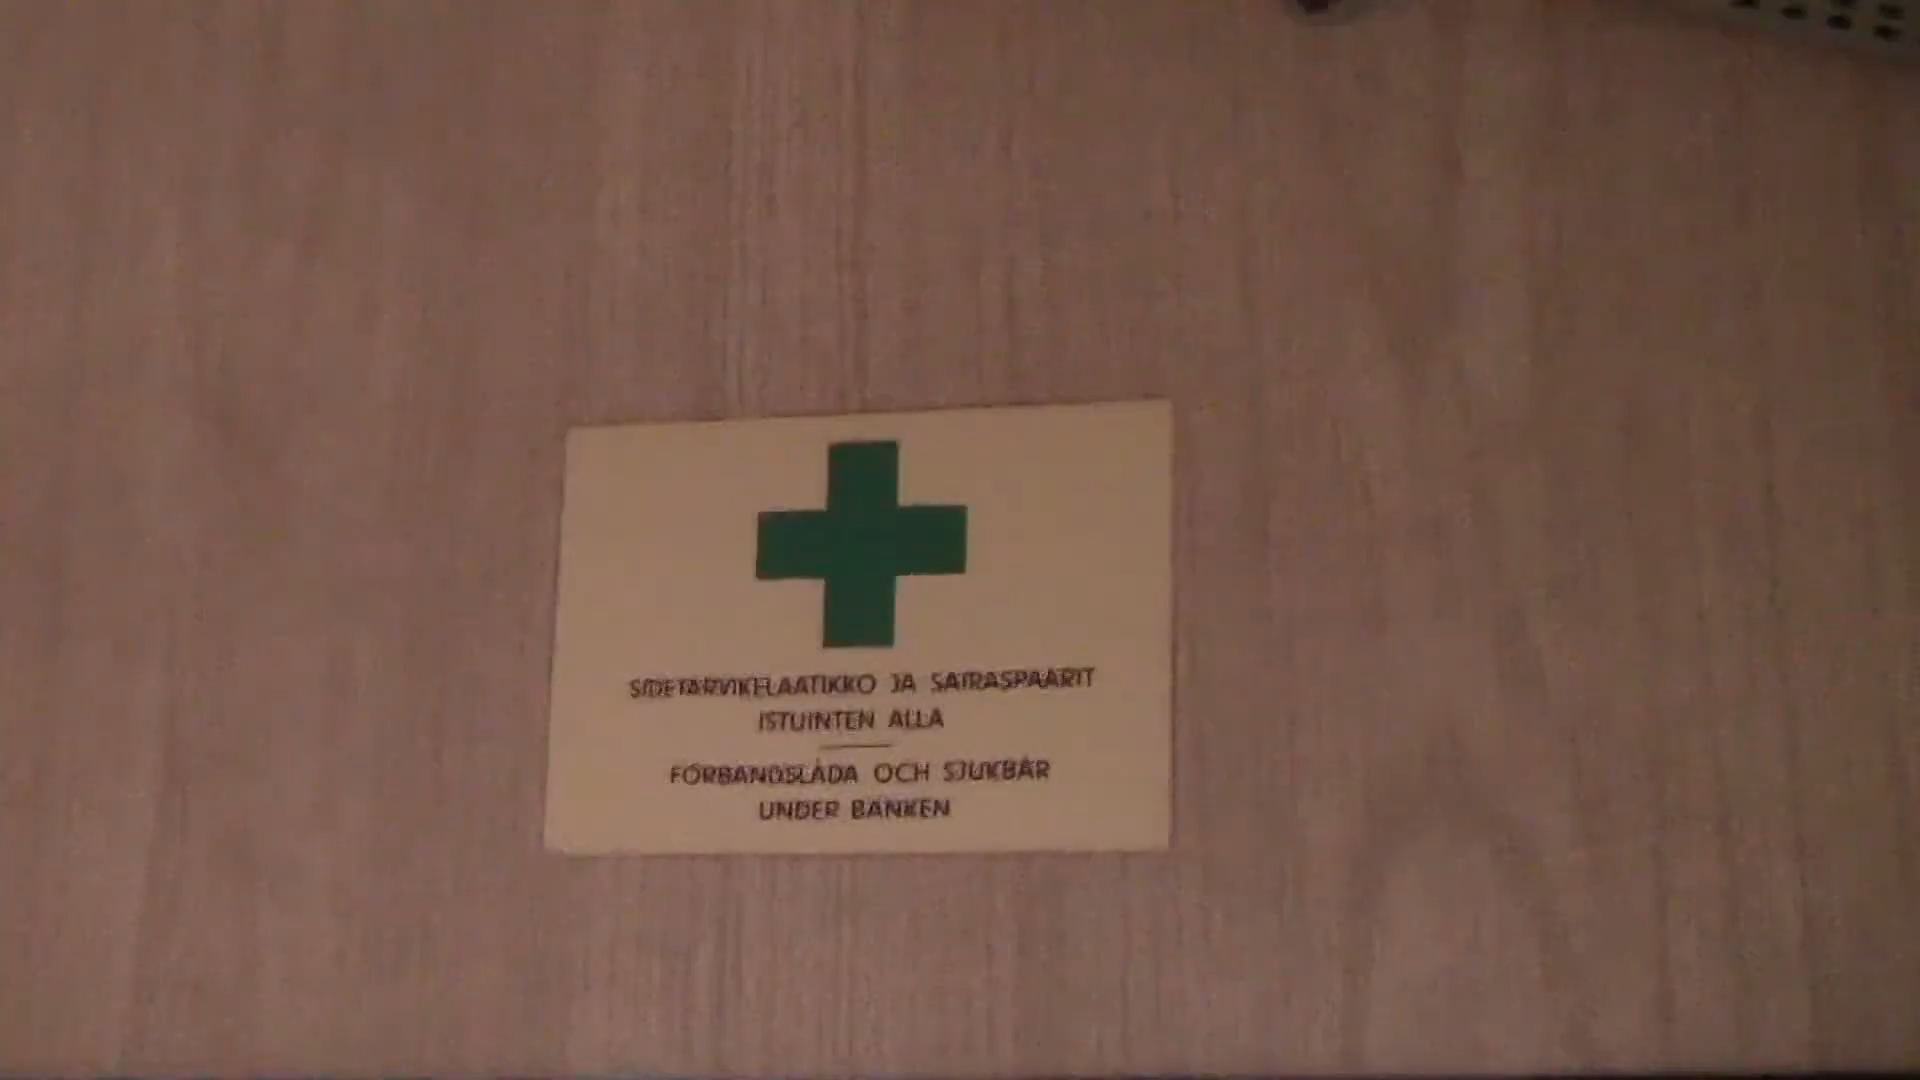 SIDETARVIKELAATIKKO JA SAIRASPAARIT
ISTUINTEN ALLA
FÖRBANDSLÅDA OCH SJUKBÅR
UNDER BÄNKEN